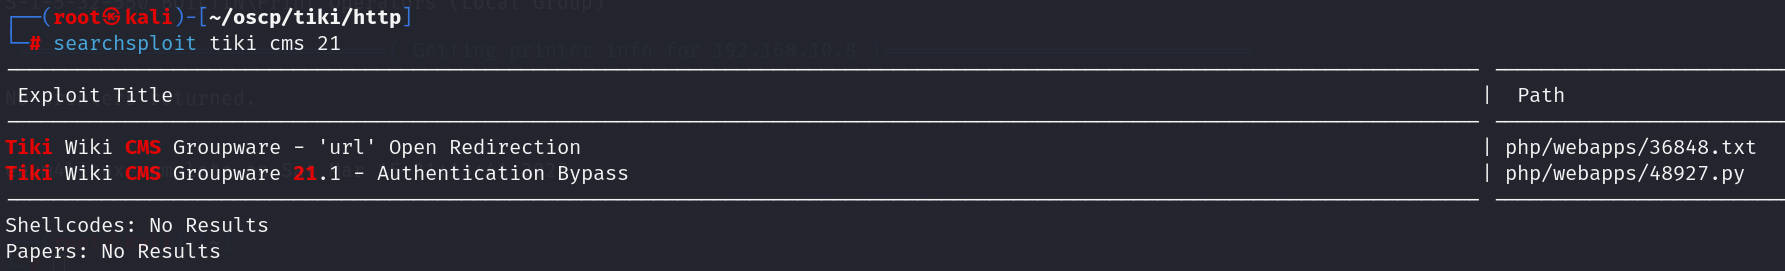 ┌──(root㉿kali)-[~/oscp/tiki/http]
└─# searchsploit tiki cms 21
Exploit Title | Path
Tiki Wiki CMS Groupware - 'url' Open Redirection | php/webapps/36848.txt
Tiki Wiki CMS Groupware 21.1 - Authentication Bypass | php/webapps/48927.py
Shellcodes: No Results
Papers: No Results